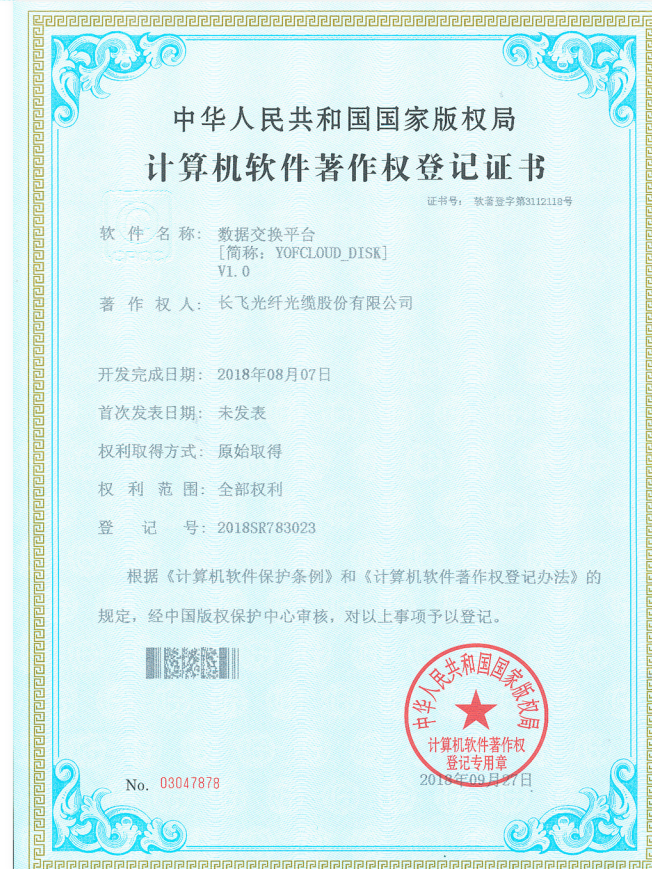 中华人民共和国国家版权局
计算机软件著作权登记证书
证书号： 软著登字第3112118号
软 件 名 称： 数据交换平台
[简称：YOFCLOUD_DISK]
V1.0
著 作 权 人： 长飞光纤光缆股份有限公司
开发完成日期： 2018年08月07日
首次发表日期： 未发表
权利取得方式： 原始取得
权 利 范 围： 全部权利
登 记 号： 2018SR783023
根据《计算机软件保护条例》和《计算机软件著作权登记办法》的
规定，经中国版权保护中心审核，对以上事项予以登记。
中华人民共和国国家版权局
计算机软件著作权
登记专用章
2018年09月27日
No. 03047878